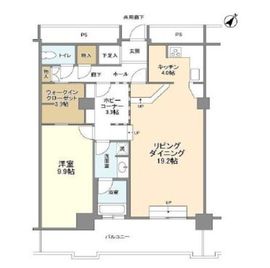 共用廊下
PS
PS
トイレ
物入
下足入
玄関
物入
廊下
ホール
キッチン
4.0帖
ウォークイン
クローゼット
3.3帖
ホビー
コーナー
洋室
9.9帖
洗
洗面室
浴室
リビング
ダイニング
19.2帖
バルコニー